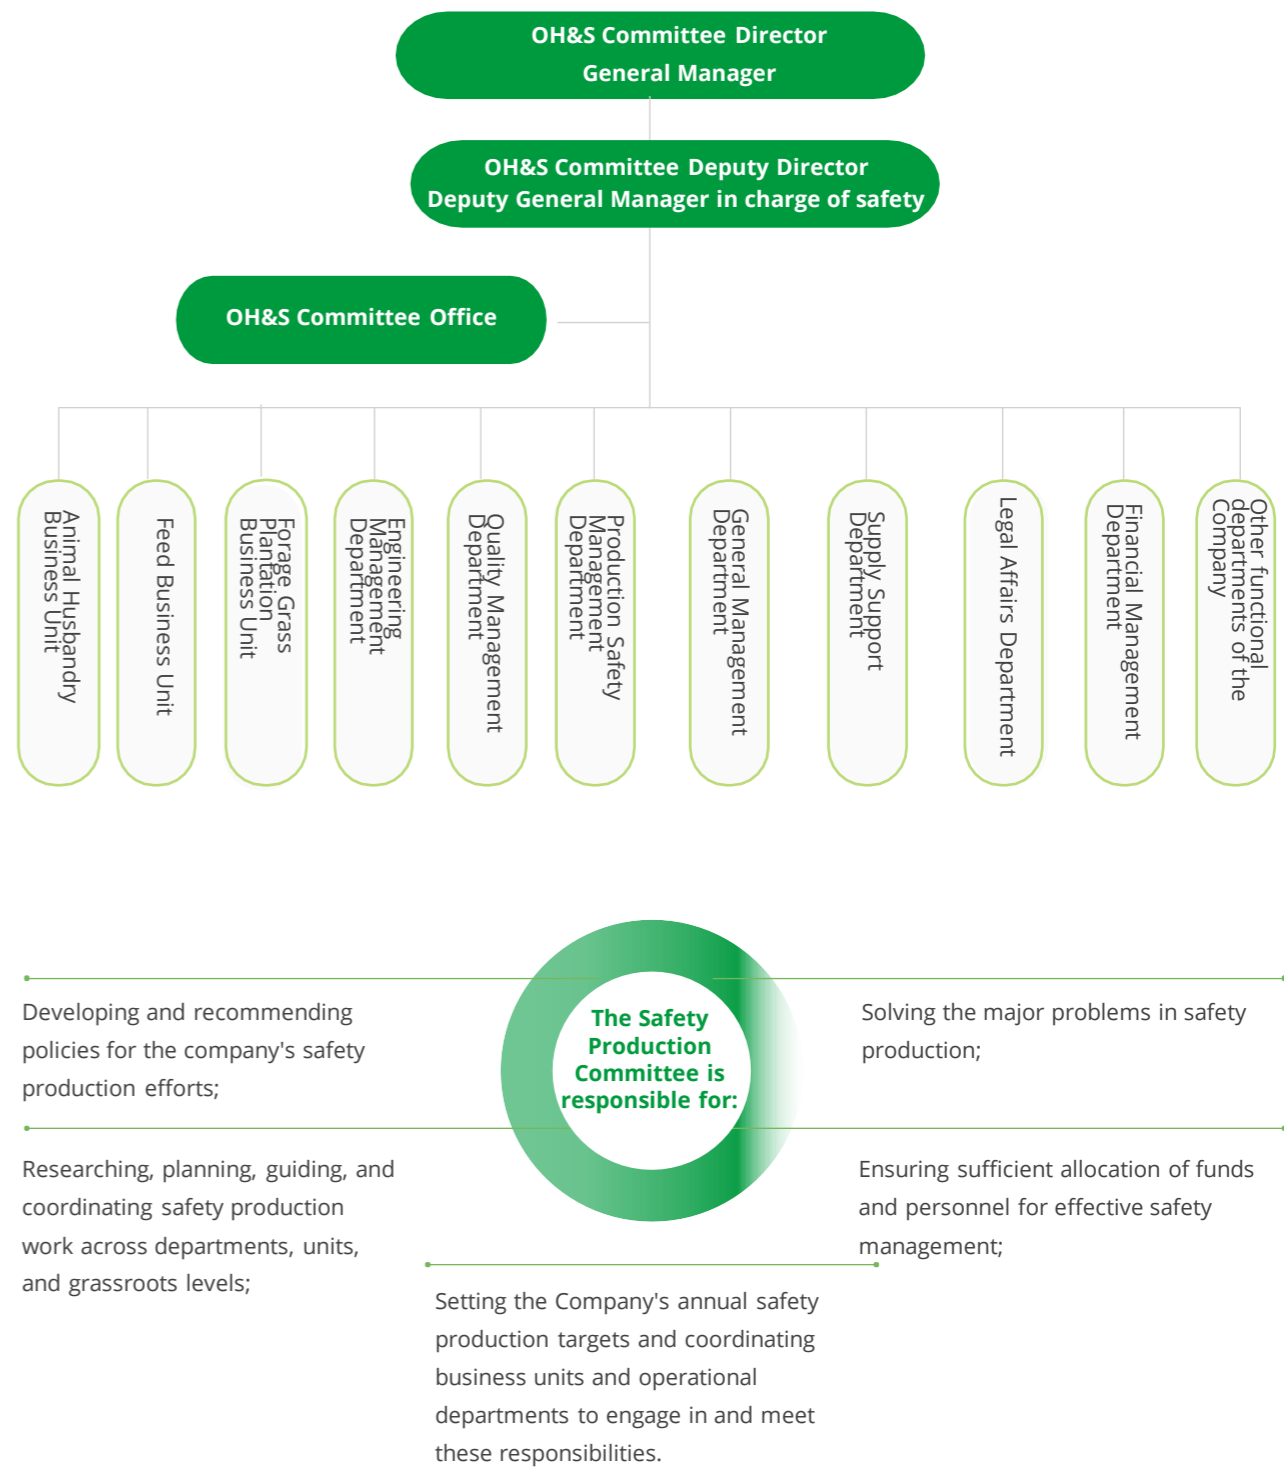 OH&S Committee Director
General Manager
OH&S Committee Deputy Director
Deputy General Manager in charge of safety
OH&S Committee Office
Animal Husbandry
Business Unit
Feed Business Unit
Forage Grass
Plantation
Business Unit
Engineering
Management
Department
Quality Management
Department
Production Safety
Management
Department
General Management
Department
Supply Support
Department
Legal Affairs Department
Financial Management
Department
Other functional
departments of the
Company
The Safety
Production
Committee is
responsible for:
Developing and recommending
policies for the company's safety
production efforts;
Researching, planning, guiding, and
coordinating safety production
work across departments, units,
and grassroots levels;
Setting the Company's annual safety
production targets and coordinating
business units and operational
departments to engage in and meet
these responsibilities.
Solving the major problems in safety
production;
Ensuring sufficient allocation of funds
and personnel for effective safety
management;